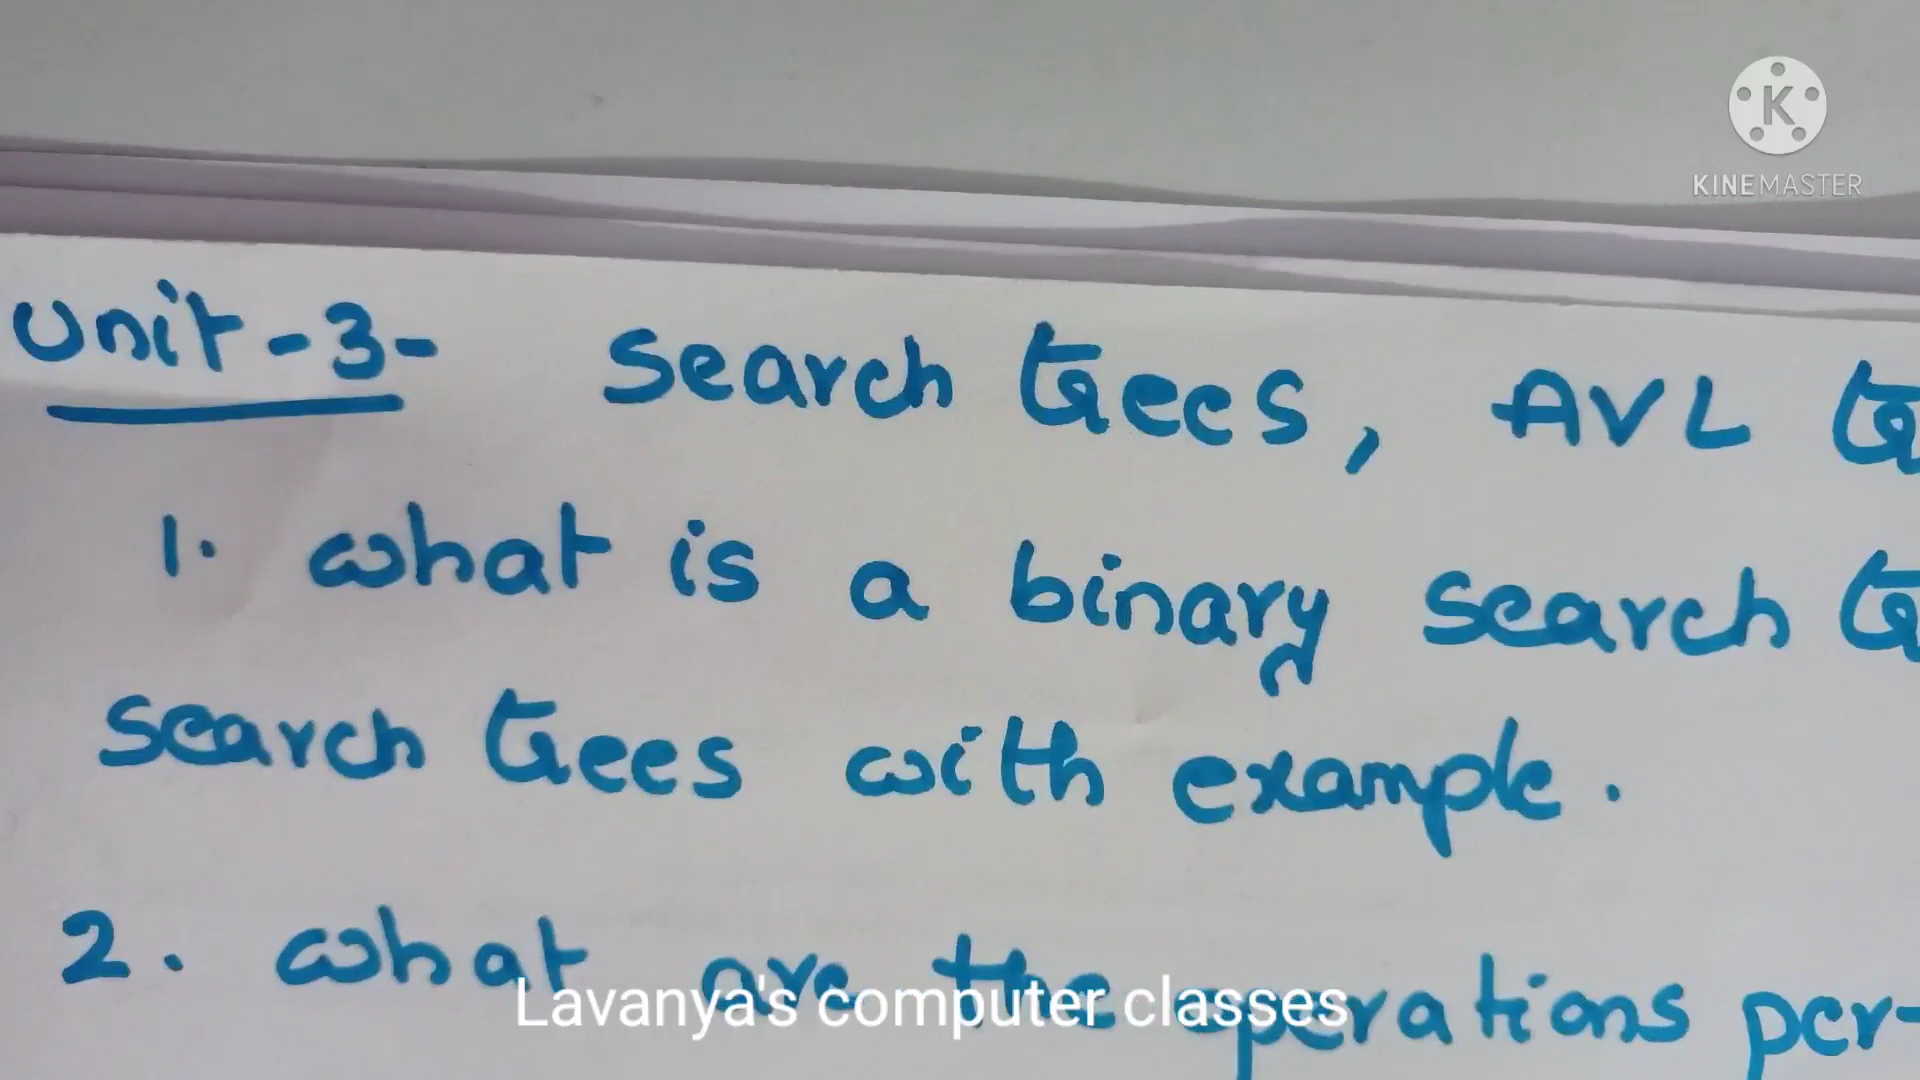 KINEMASTER
Unit-3- Search trees, AVL
1. what is a binary search
search trees with example.
2. what are the operations per-
Lavanya's computer classes